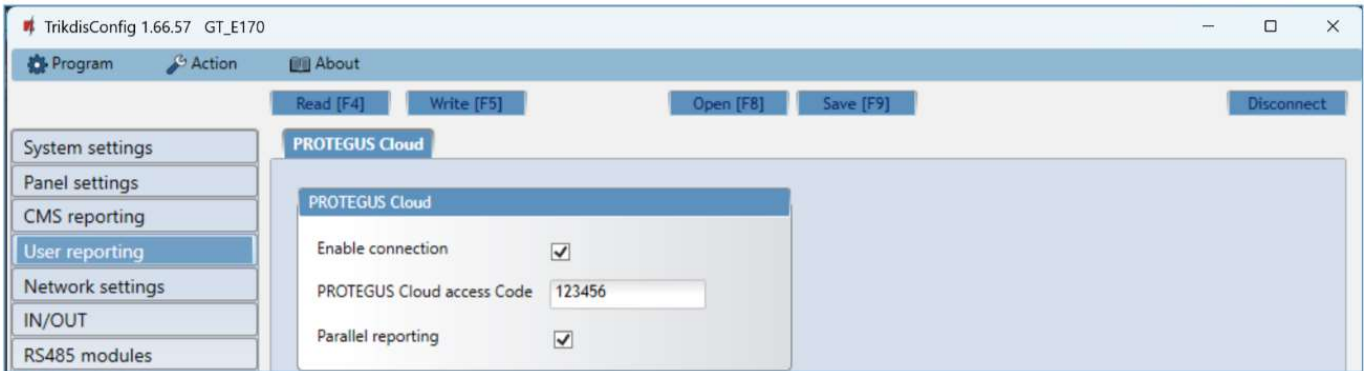 TrikdisConfig 1.66.57 GT_E170
Program Action About
Read [F4] Write [F5] Open [F8] Save [F9] Disconnect
System settings
Panel settings
CMS reporting
User reporting
Network settings
IN/OUT
RS485 modules
PROTEGUS Cloud
PROTEGUS Cloud
Enable connection
PROTEGUS Cloud access Code 123456
Parallel reporting